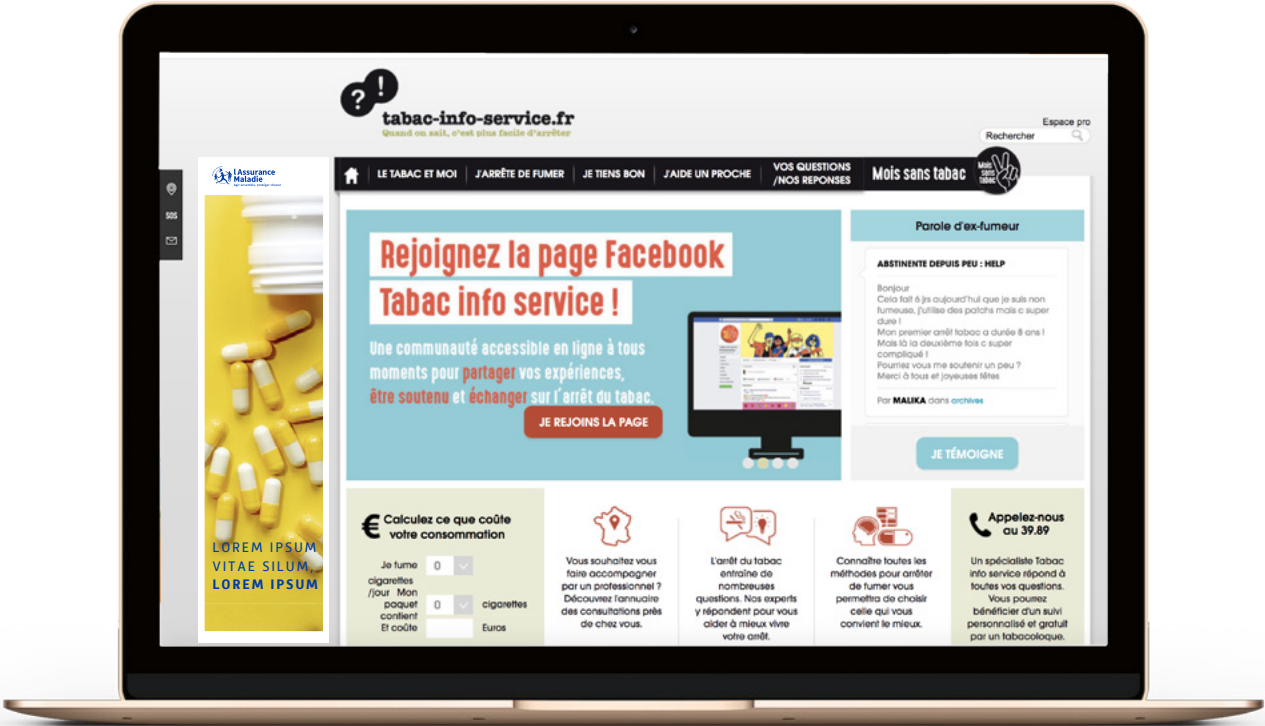 ?!
tabac-info-service.fr
Quand on sait, c'est plus facile d'arrêter
Espace pro
Rechercher
l'Assurance
Maladie
Agir ensemble, protéger chacun
SOS
LE TABAC ET MOI
J'ARRÊTE DE FUMER
JE TIENS BON
J'AIDE UN PROCHE
VOS QUESTIONS
/NOS REPONSES
Mois sans tabac
Mois
sans
tabac
LOREM IPSUM
VITAE SILUM,
LOREM IPSUM
Rejoignez la page Facebook
Tabac info service !
Une communauté accessible en ligne à tous
moments pour partager vos expériences,
être soutenu et échanger sur l'arrêt du tabac.
JE REJOINS LA PAGE
Parole d'ex-fumeur
ABSTINENTE DEPUIS PEU : HELP
Bonjour
Cela fait 6 jrs aujourd'hui que je suis non
fumeuse, j'utilise des patchs mais c super
dure !
Mon premier arrêt tabac a durée 8 ans !
Mais là la deuxième fois c super
compliqué !
Pourriez vous me soutenir un peu ?
Merci à tous et joyeuses fêtes
Par MALIKA dans archives
JE TÉMOIGNE
€ Calculez ce que coûte
votre consommation
Je fume 0
cigarettes
/jour Mon
paquet
contient 0 cigarettes
Et coûte Euros
Vous souhaitez vous
faire accompagner
par un professionnel ?
Découvrez l'annuaire
des consultations près
de chez vous.
L'arrêt du tabac
entraîne de
nombreuses
questions. Nos experts
y répondent pour vous
aider à mieux vivre
votre arrêt.
Connaître toutes les
méthodes pour arrêter
de fumer vous
permettra de choisir
celle qui vous
convient le mieux.
Appelez-nous
au 39.89
Un spécialiste Tabac
info service répond à
toutes vos questions.
Vous pourrez
bénéficier d'un suivi
personnalisé et gratuit
par un tabacologue.